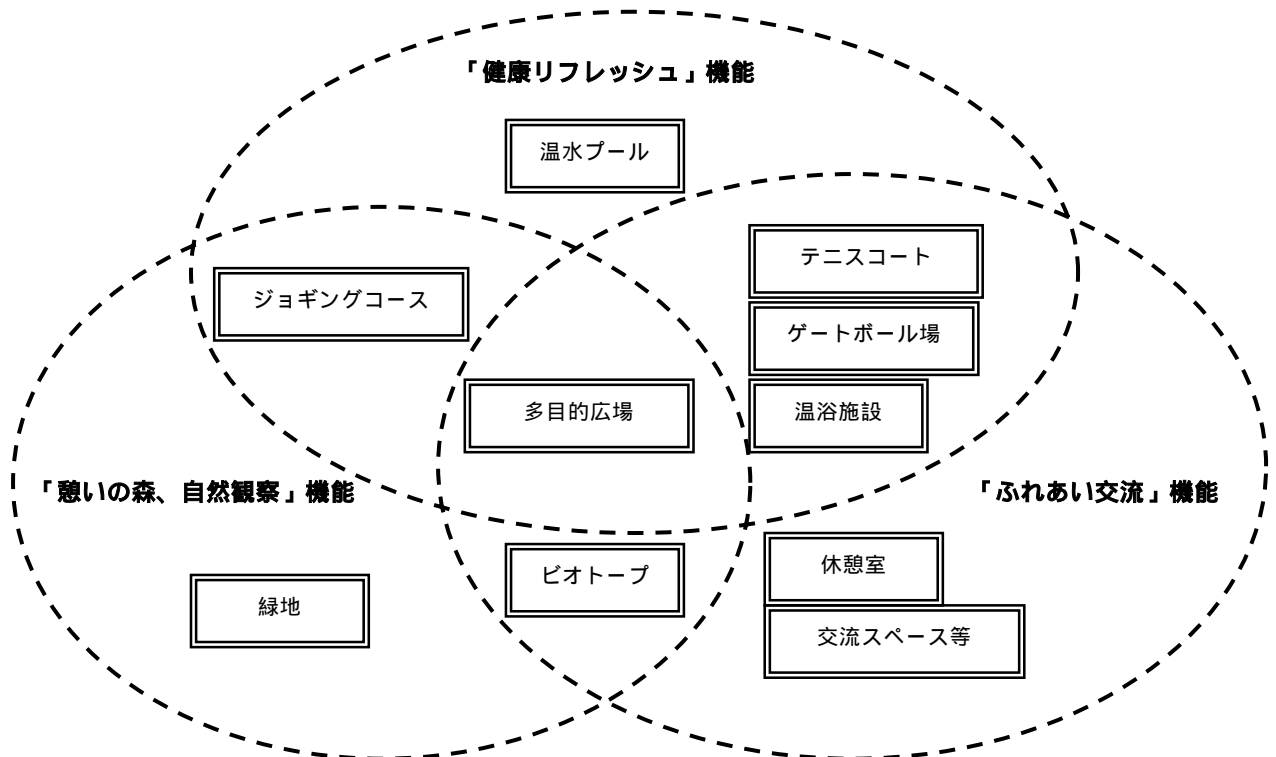 「健康リフレッシュ」機能
温水プール
テニスコート
ジョギングコース
ゲートボール場
多目的広場
温浴施設
「憩いの森、自然観察」機能
「ふれあい交流」機能
ビオトープ
休憩室
緑地
交流スペース等